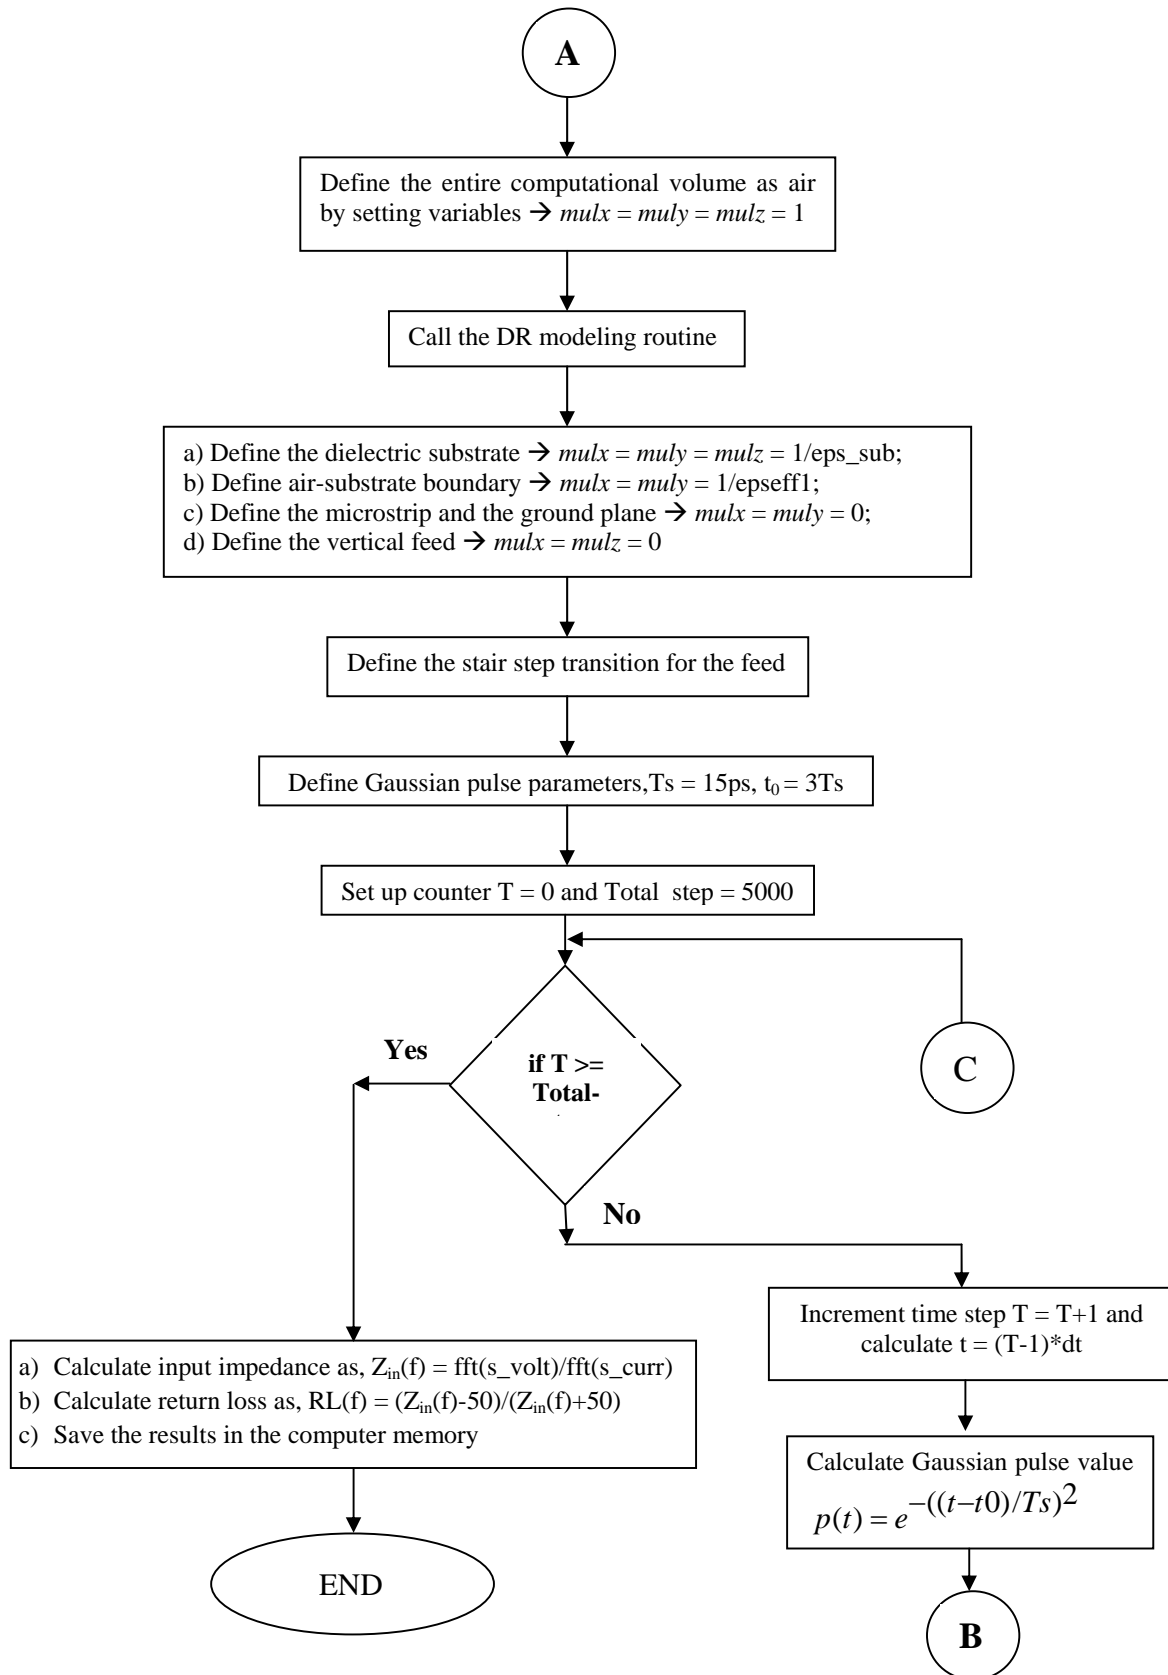 A
Define the entire computational volume as air
by setting variables → mulx = muly = mulz = 1
Call the DR modeling routine
a) Define the dielectric substrate → mulx = muly = mulz = 1/eps_sub;
b) Define air-substrate boundary → mulx = muly = 1/epseff1;
c) Define the microstrip and the ground plane → mulx = muly = 0;
d) Define the vertical feed → mulx = mulz = 0
Define the stair step transition for the feed
Define Gaussian pulse parameters,Ts = 15ps, t₀ = 3Ts
Set up counter T = 0 and Total step = 5000
Yes
if T >=
Total-
C
No
Increment time step T = T+1 and
calculate t = (T-1)*dt
a) Calculate input impedance as, Zᵢₙ(f) = fft(s_volt)/fft(s_curr)
b) Calculate return loss as, RL(f) = (Zᵢₙ(f)-50)/(Zᵢₙ(f)+50)
c) Save the results in the computer memory
Calculate Gaussian pulse value
p(t) = e^−((t−t0)/Ts)^2
END
B